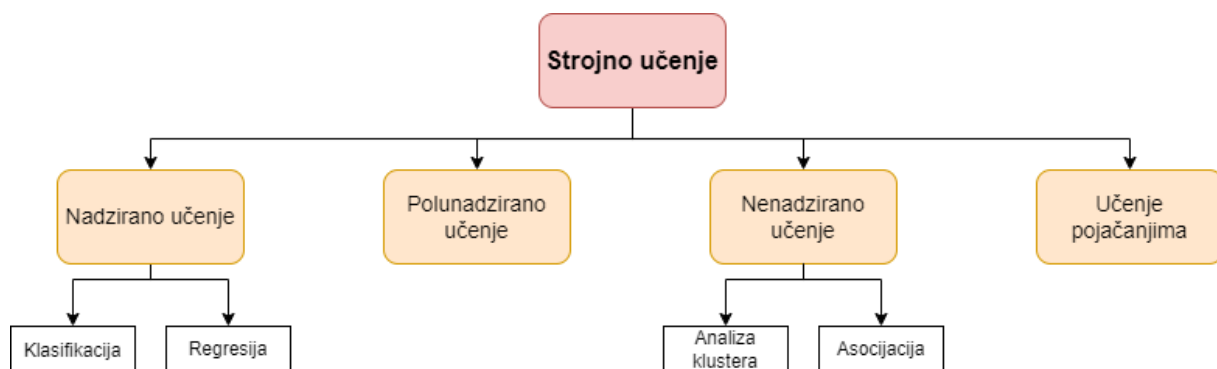 Strojno učenje
Nadzirano učenje
Polunadzirano
učenje
Nenadzirano
učenje
Učenje
pojačanjima
Klasifikacija
Regresija
Analiza
klustera
Asocijacija